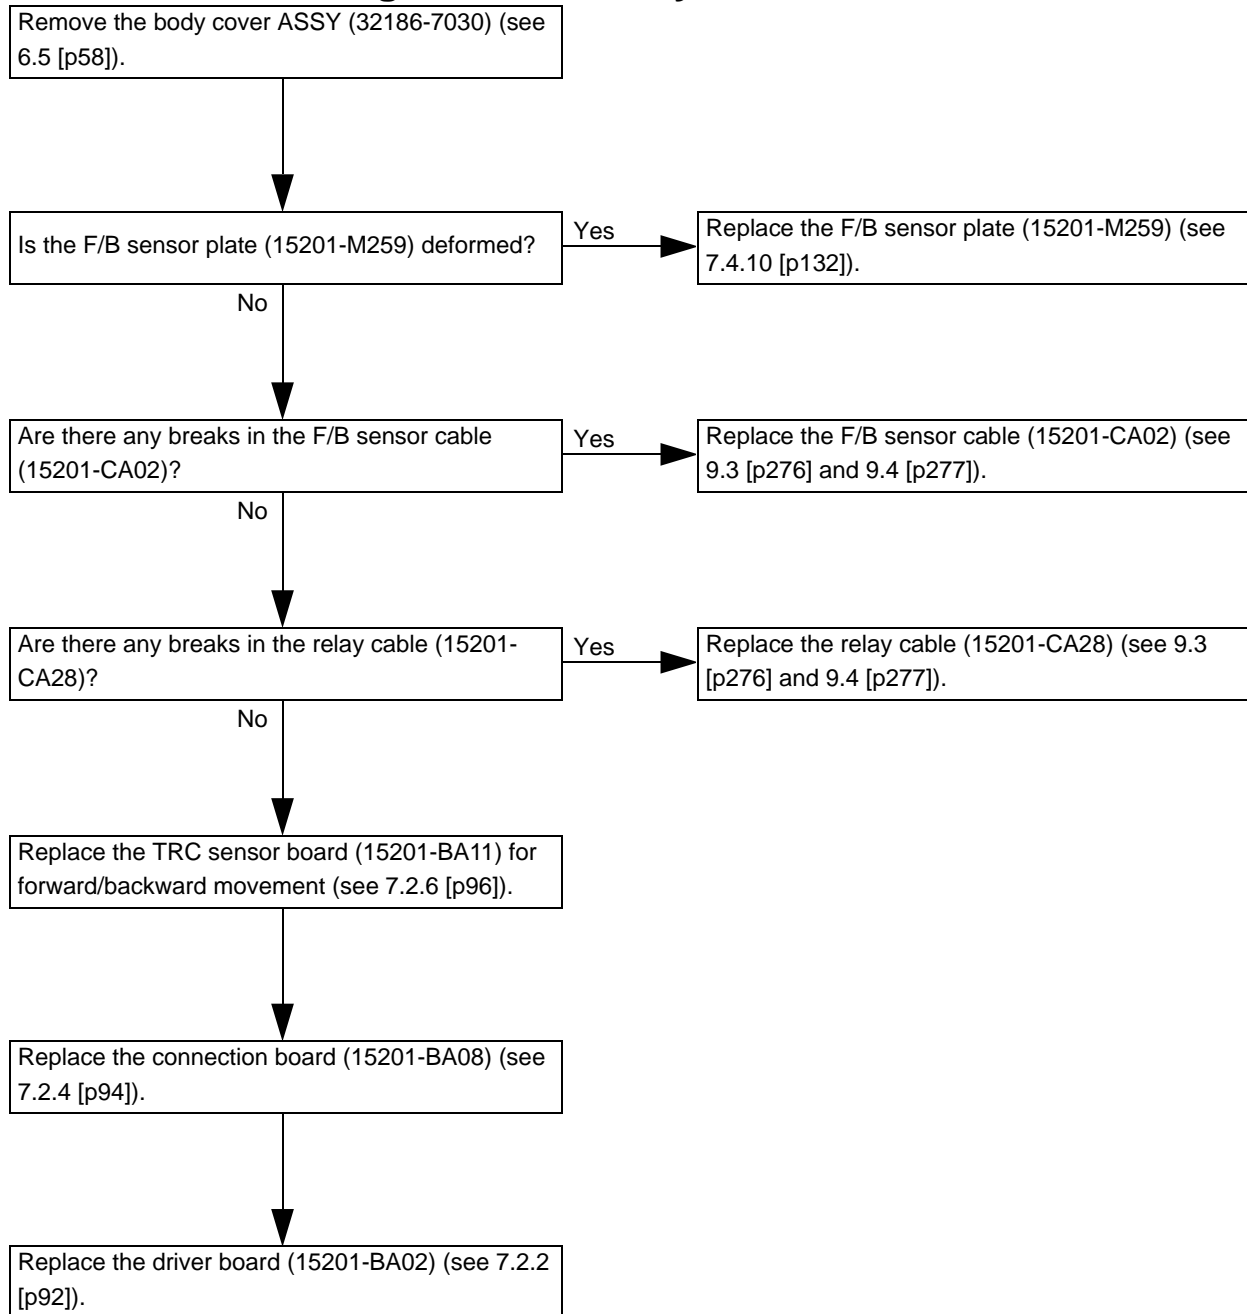 Remove the body cover ASSY (32186-7030) (see
6.5 [p58]).
Is the F/B sensor plate (15201-M259) deformed?
Yes
Replace the F/B sensor plate (15201-M259) (see
7.4.10 [p132]).
No
Are there any breaks in the F/B sensor cable
(15201-CA02)?
Yes
Replace the F/B sensor cable (15201-CA02) (see
9.3 [p276] and 9.4 [p277]).
No
Are there any breaks in the relay cable (15201-
CA28)?
Yes
Replace the relay cable (15201-CA28) (see 9.3
[p276] and 9.4 [p277]).
No
Replace the TRC sensor board (15201-BA11) for
forward/backward movement (see 7.2.6 [p96]).
Replace the connection board (15201-BA08) (see
7.2.4 [p94]).
Replace the driver board (15201-BA02) (see 7.2.2
[p92]).